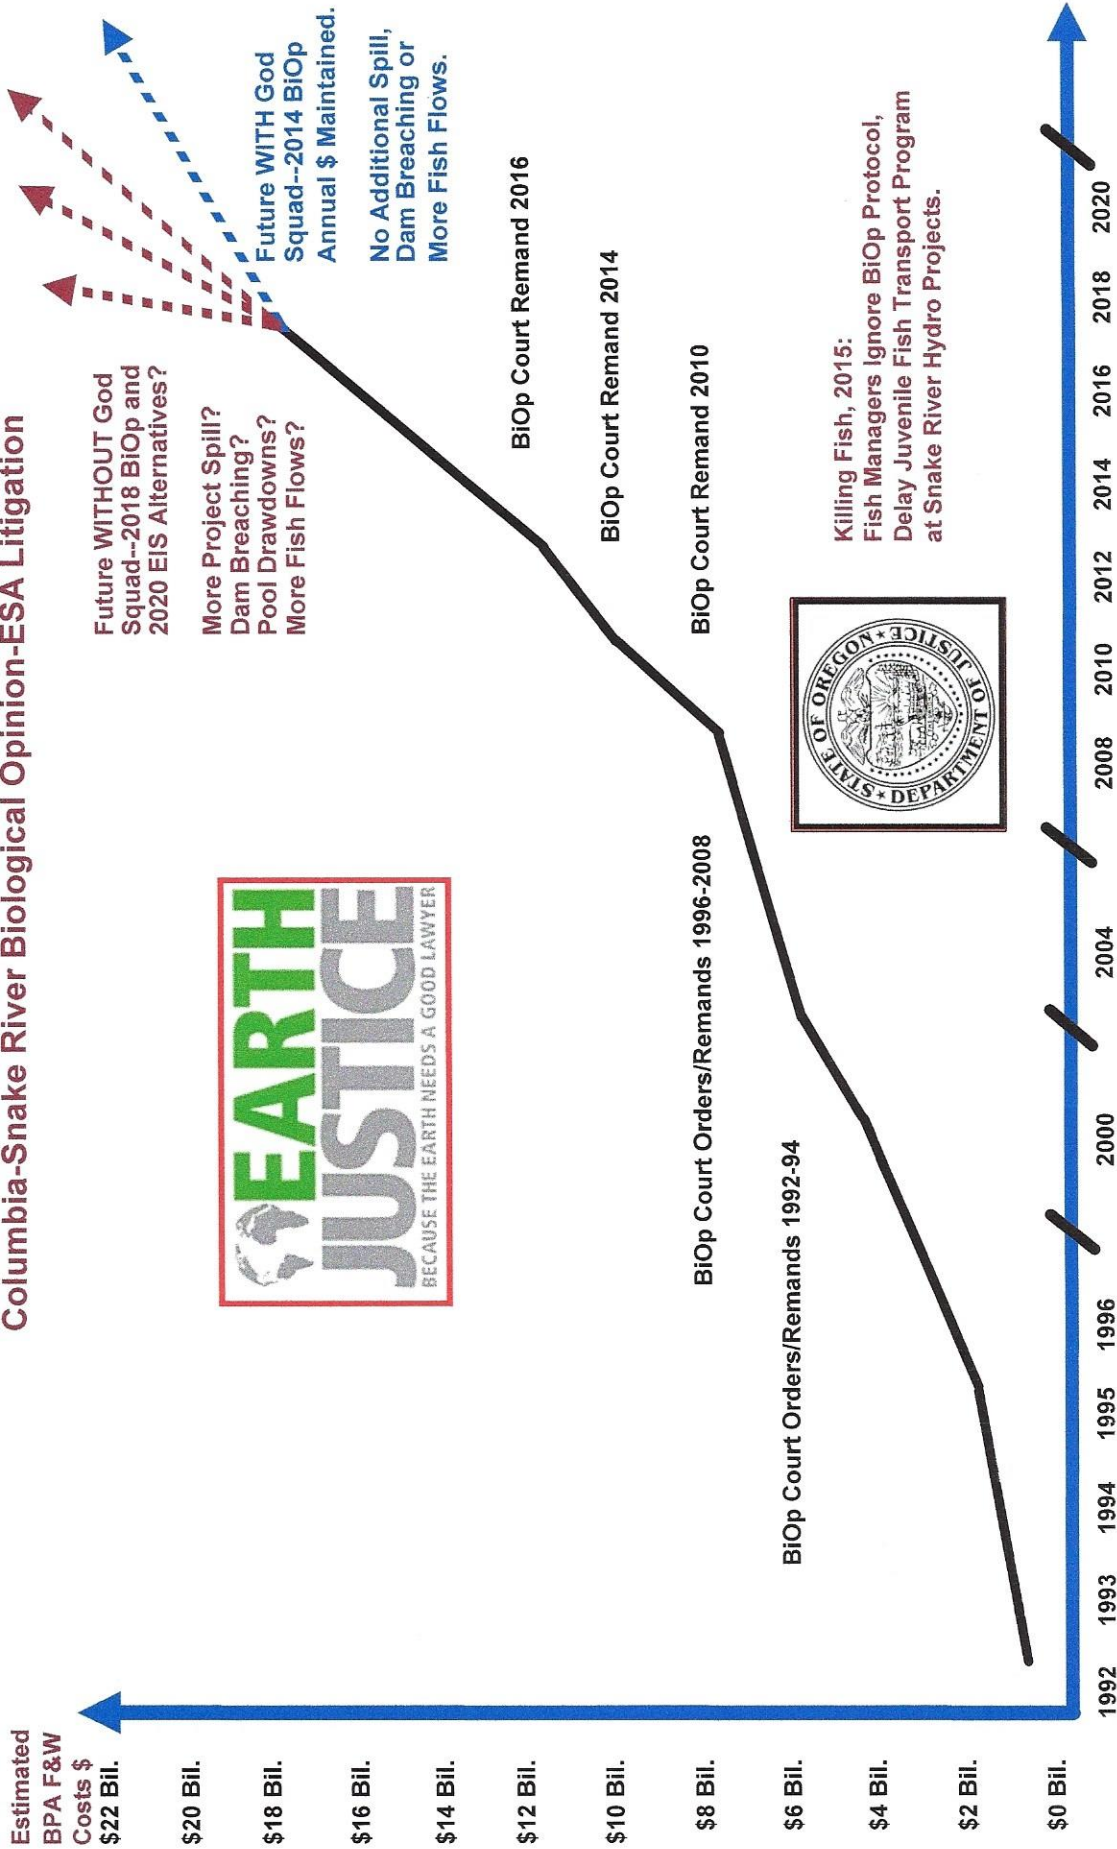 Columbia-Snake River Biological Opinion-ESA Litigation
Estimated
BPA F&W
Costs $
$22 Bil.
$20 Bil.
$18 Bil.
$16 Bil.
$14 Bil.
$12 Bil.
$10 Bil.
$8 Bil.
$6 Bil.
$4 Bil.
$2 Bil.
$0 Bil.
Future WITHOUT God
Squad--2018 BiOp and
2020 EIS Alternatives?
More Project Spill?
Dam Breaching?
Pool Drawdowns?
More Fish Flows?
Future WITH God
Squad--2014 BiOp
Annual $ Maintained.
No Additional Spill,
Dam Breaching or
More Fish Flows.
EARTH
JUSTICE
BECAUSE THE EARTH NEEDS A GOOD LAWYER
BiOp Court Remand 2016
BiOp Court Remand 2014
BiOp Court Remand 2010
BiOp Court Orders/Remands 1996-2008
BiOp Court Orders/Remands 1992-94
STATE OF OREGON
DEPARTMENT OF JUSTICE
Killing Fish, 2015:
Fish Managers Ignore BiOp Protocol,
Delay Juvenile Fish Transport Program
at Snake River Hydro Projects.
1992 1993 1994 1995 1996 2000 2004 2008 2010 2012 2014 2016 2018 2020